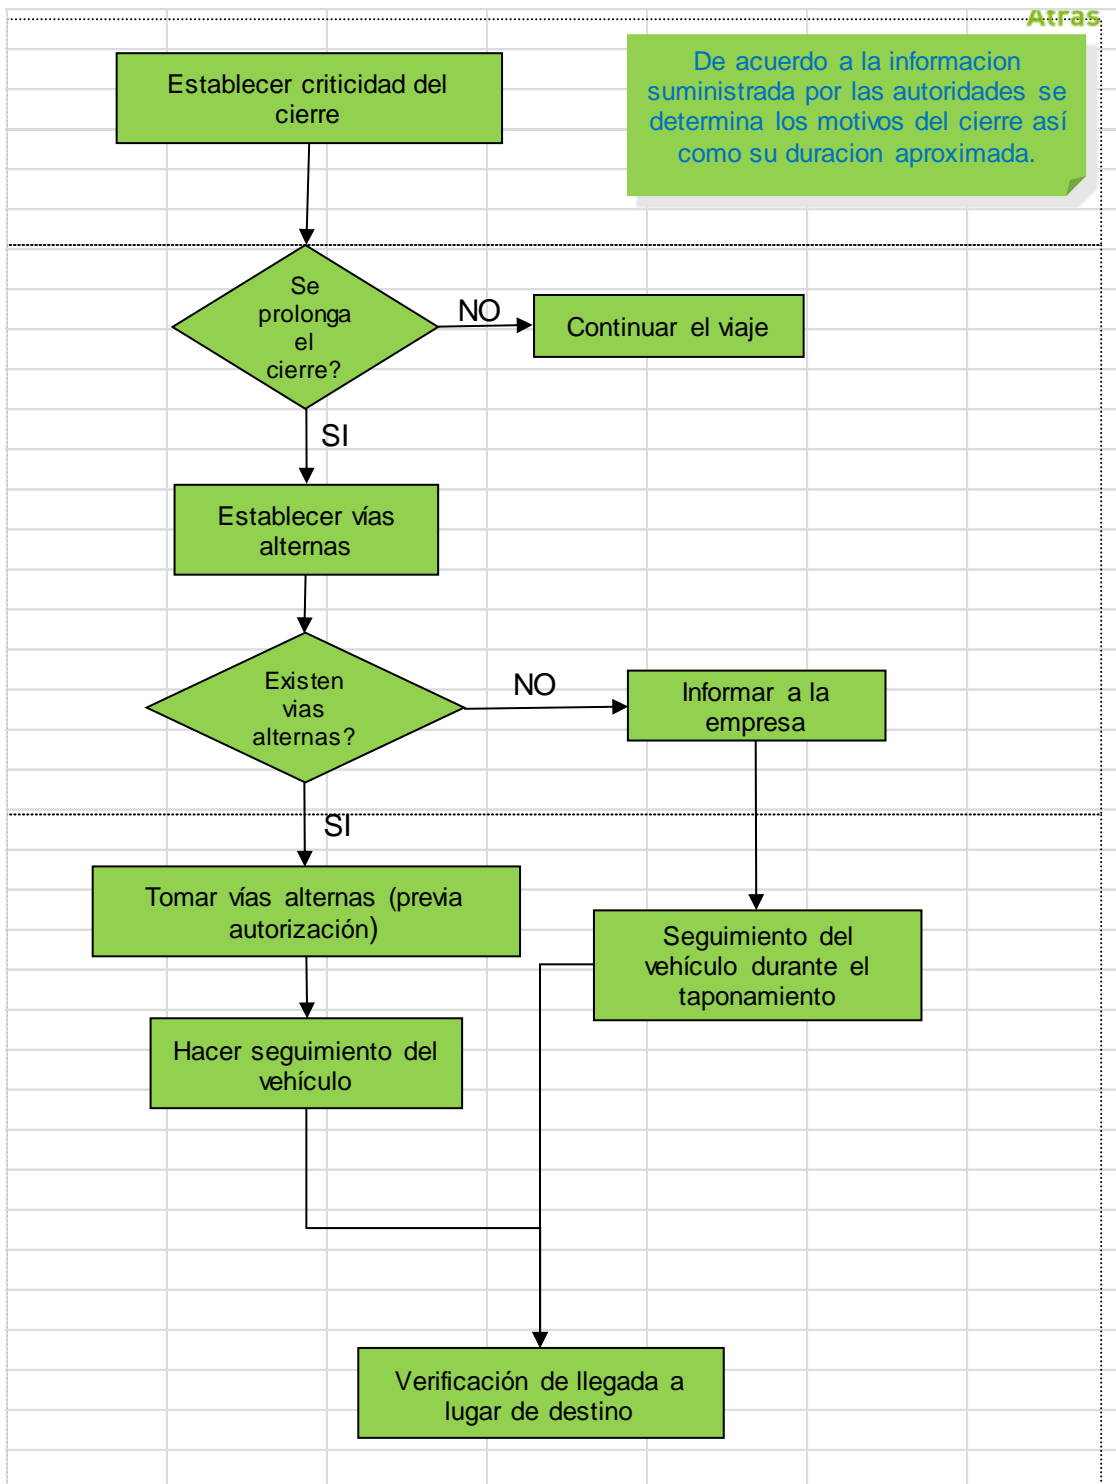 Atras
Establecer criticidad del
cierre
De acuerdo a la informacion
suministrada por las autoridades se
determina los motivos del cierre así
como su duracion aproximada.
Se
prolonga
el
cierre?
NO
Continuar el viaje
SI
Establecer vías
alternas
Existen
vias
alternas?
NO
Informar a la
empresa
SI
Tomar vías alternas (previa
autorización)
Seguimiento del
vehículo durante el
taponamiento
Hacer seguimiento del
vehículo
Verificación de llegada a
lugar de destino